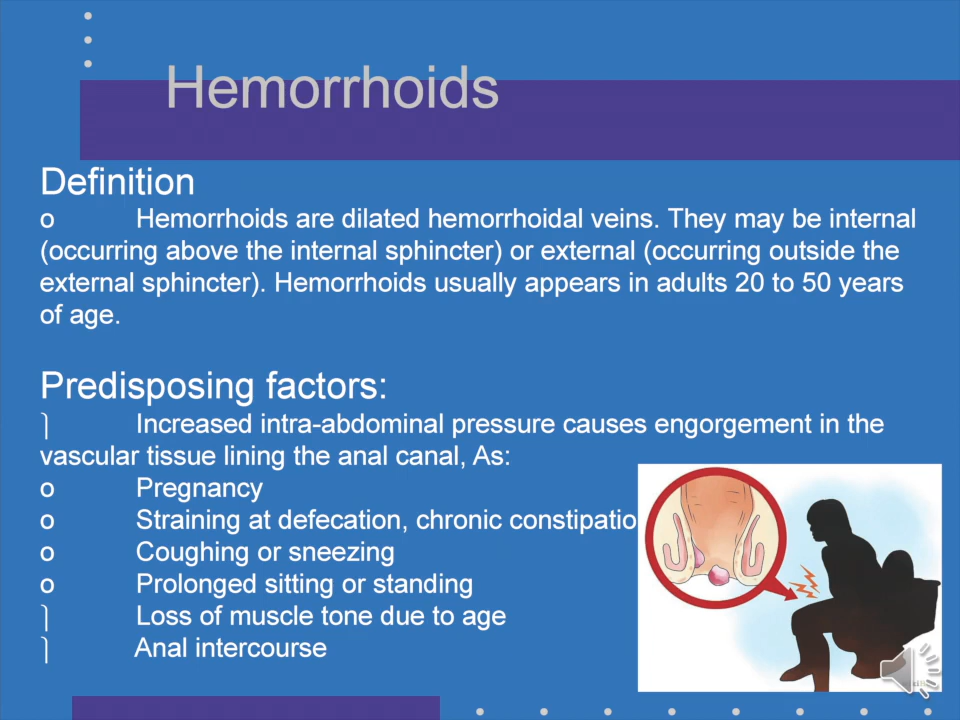 Hemorrhoids
Definition
o Hemorrhoids are dilated hemorrhoidal veins. They may be internal
(occurring above the internal sphincter) or external (occurring outside the
external sphincter). Hemorrhoids usually appears in adults 20 to 50 years
of age.
Predisposing factors:
⎫ Increased intra-abdominal pressure causes engorgement in the
vascular tissue lining the anal canal, As:
o Pregnancy
o Straining at defecation, chronic constipatio
o Coughing or sneezing
o Prolonged sitting or standing
⎫ Loss of muscle tone due to age
⎫ Anal intercourse